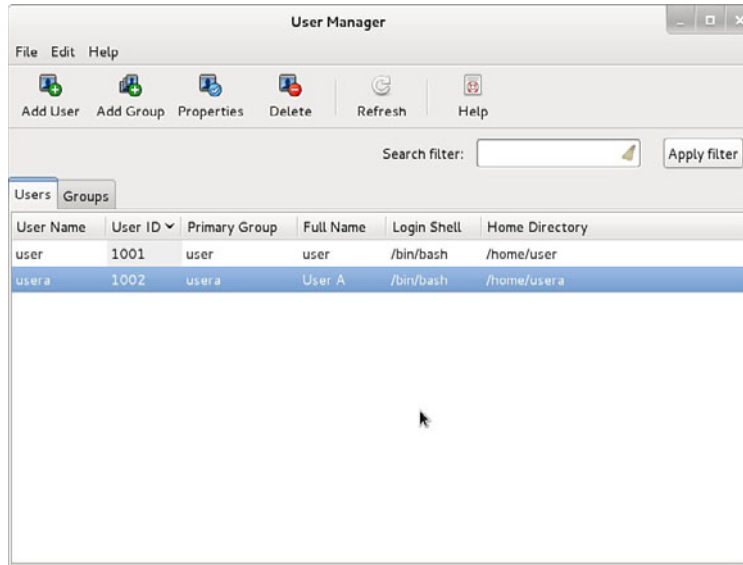 User Manager
File Edit Help
Add User Add Group Properties Delete Refresh Help
Search filter: Apply filter
Users Groups
User Name User ID Primary Group Full Name Login Shell Home Directory
user 1001 user user /bin/bash /home/user
usera 1002 usera User A /bin/bash /home/usera